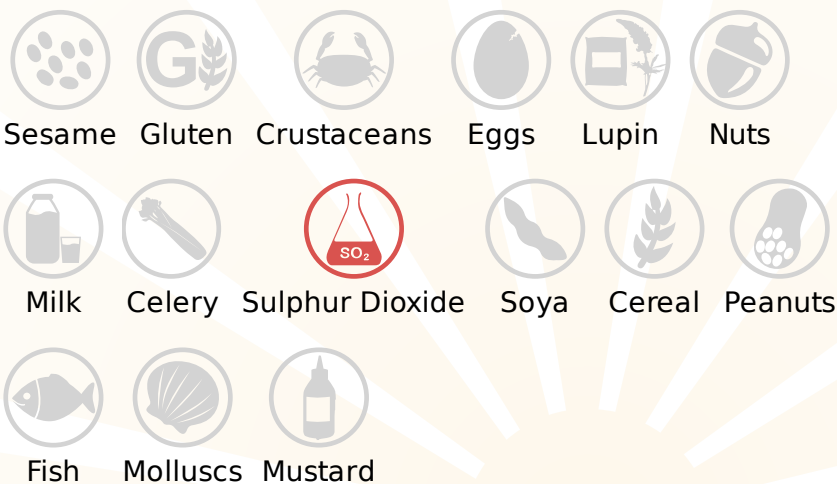 G
Sesame Gluten Crustaceans Eggs Lupin Nuts
SO₂
Milk Celery Sulphur Dioxide Soya Cereal Peanuts
Fish Molluscs Mustard